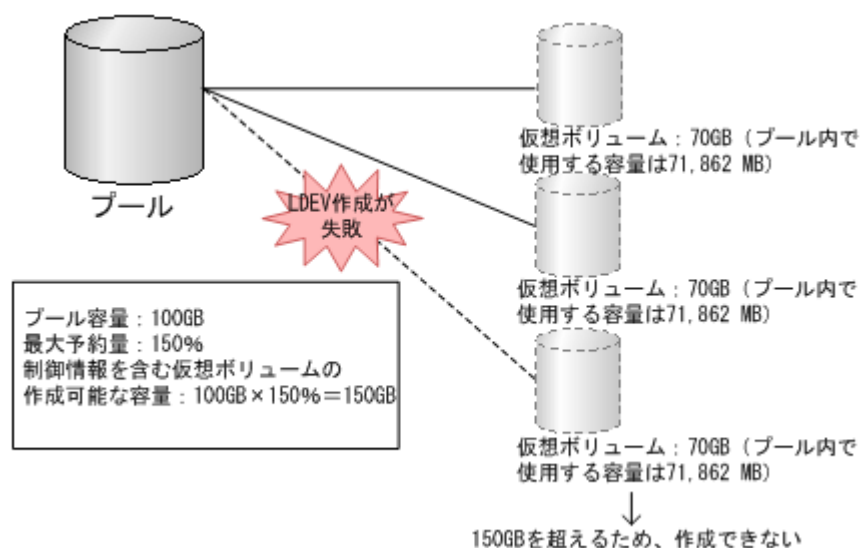 プール
LDEV作成が
失敗
仮想ボリューム：70GB（プール内で
使用する容量は71,862 MB)
仮想ボリューム：70GB（プール内で
使用する容量は71,862 MB)
仮想ボリューム：70GB（プール内で
使用する容量は71,862 MB)
150GBを超えるため、作成できない
プール容量：100GB
最大予約量：150%
制御情報を含む仮想ボリュームの
作成可能な容量：100GB×150%＝150GB